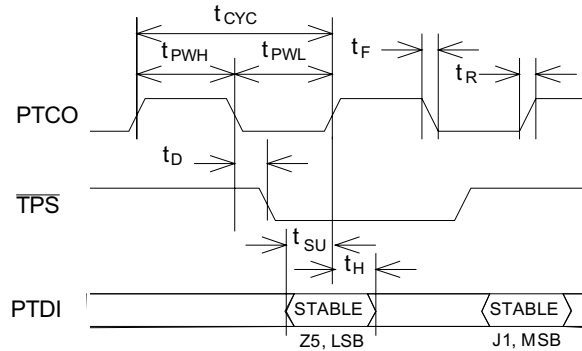 tCYC
tPWH tPWL tF
tR
PTCO
tD
TPS
tSU
tH
PTDI STABLE STABLE
Z5, LSB J1, MSB